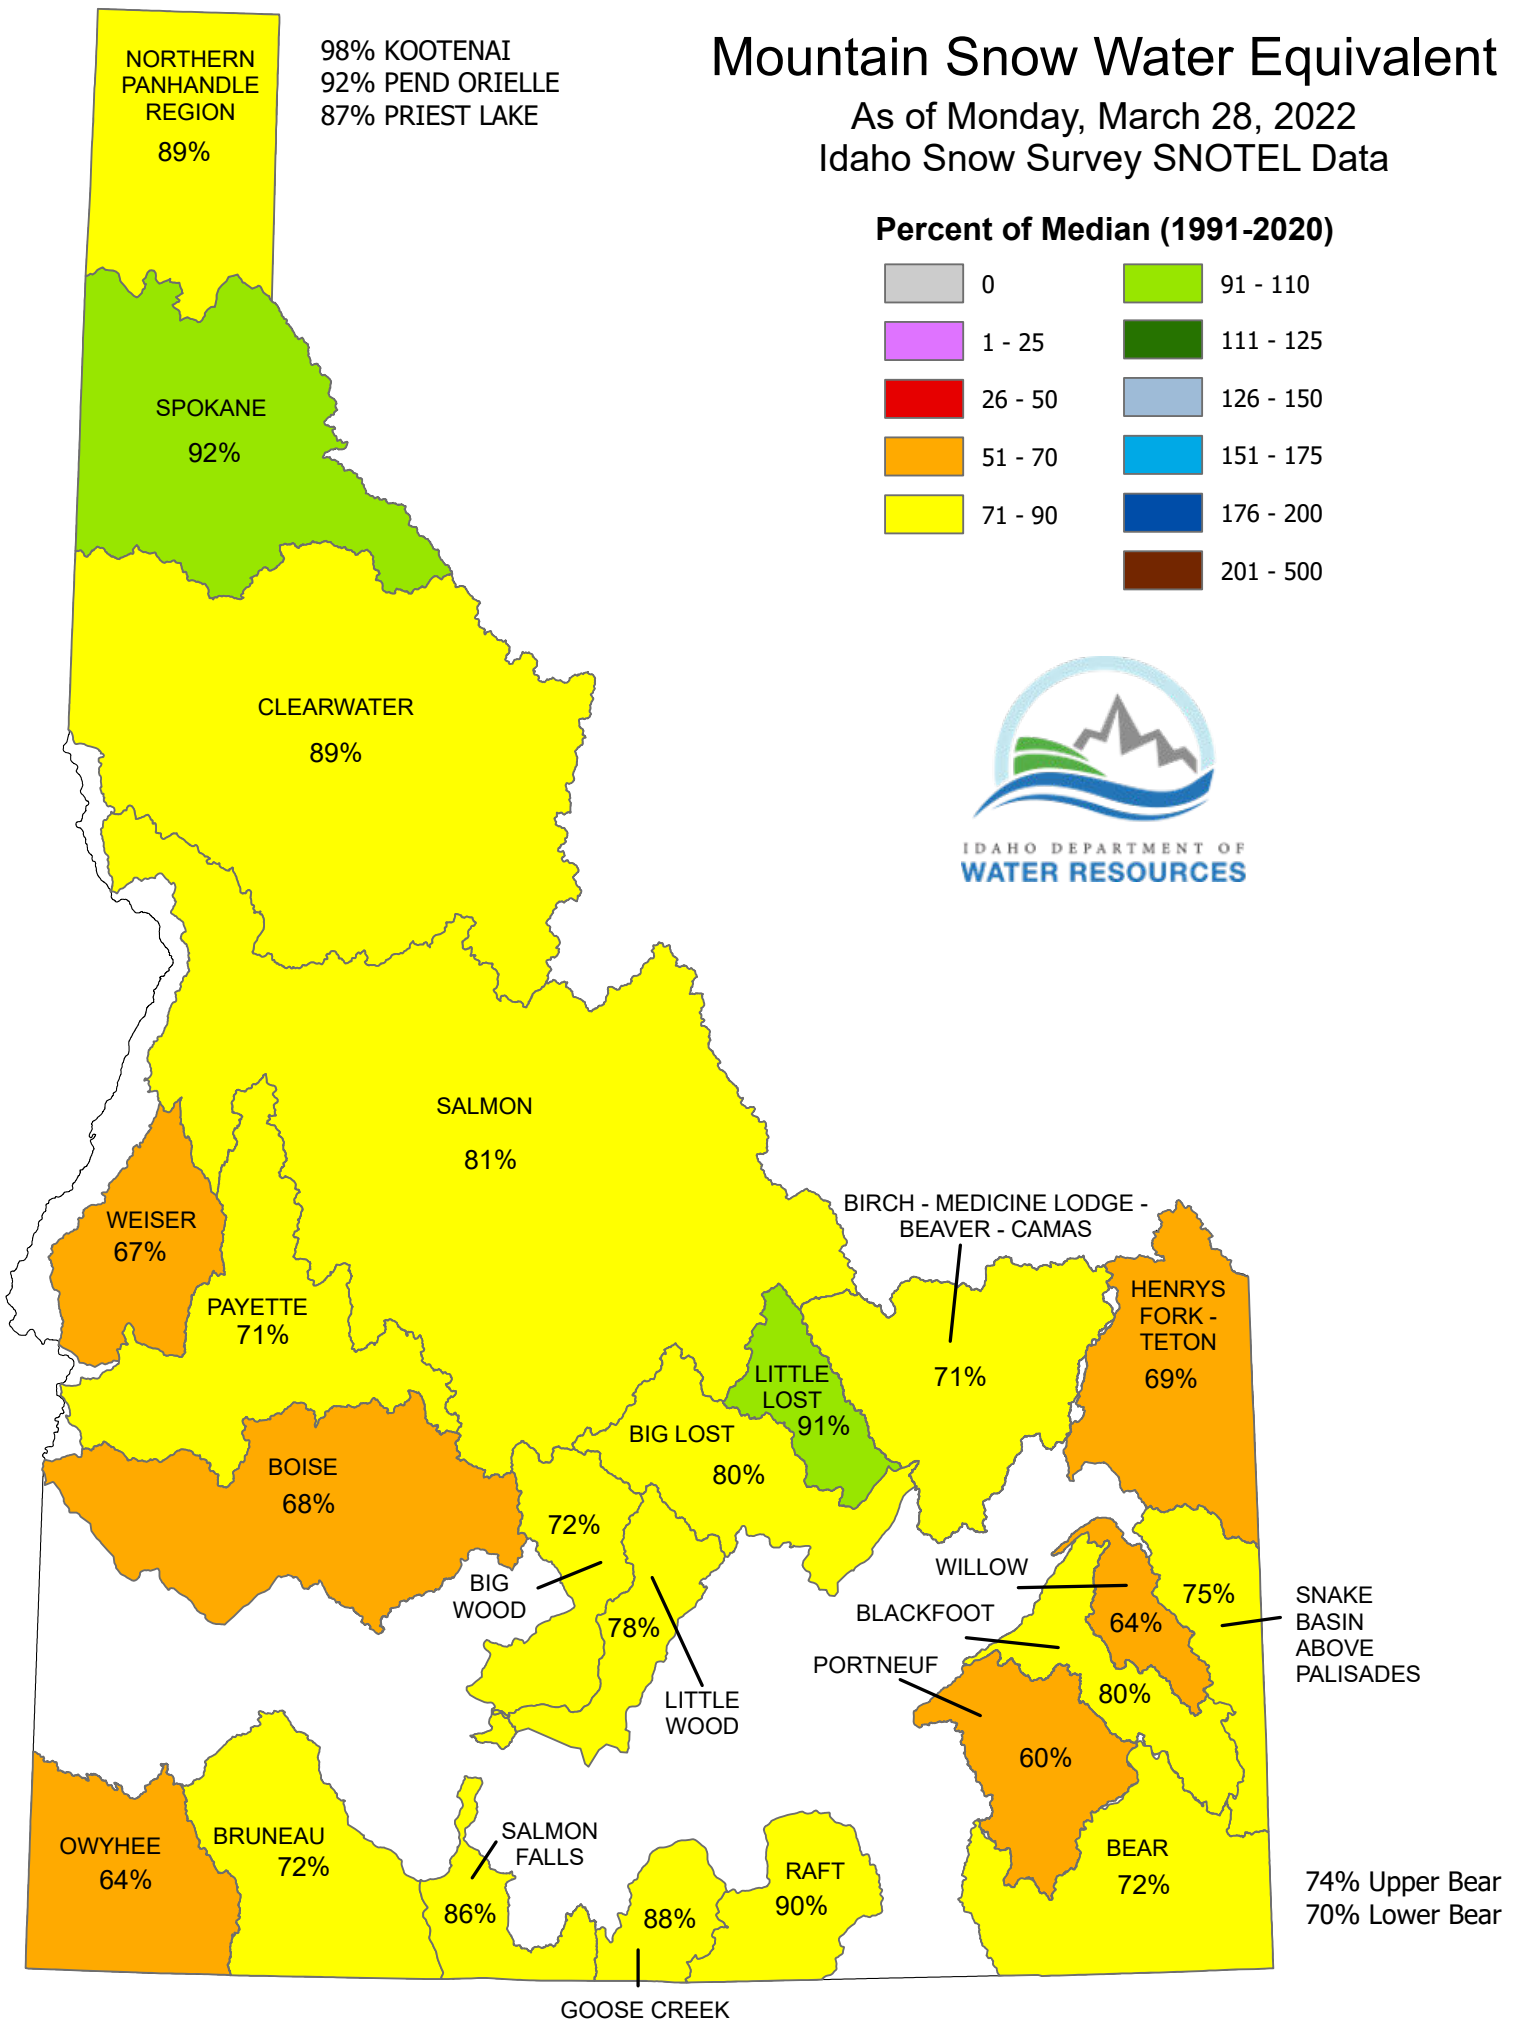 Mountain Snow Water Equivalent
As of Monday, March 28, 2022
Idaho Snow Survey SNOTEL Data
Percent of Median (1991-2020)
0
1 - 25
26 - 50
51 - 70
71 - 90
91 - 110
111 - 125
126 - 150
151 - 175
176 - 200
201 - 500
IDAHO DEPARTMENT OF
WATER RESOURCES
NORTHERN
PANHANDLE
REGION
89%
98% KOOTENAI
92% PEND ORIELLE
87% PRIEST LAKE
SPOKANE
92%
CLEARWATER
89%
SALMON
81%
WEISER
67%
PAYETTE
71%
BIRCH - MEDICINE LODGE -
BEAVER - CAMAS
71%
HENRYS
FORK -
TETON
69%
LITTLE
LOST
91%
BIG LOST
80%
BOISE
68%
72%
BIG
WOOD
78%
LITTLE
WOOD
WILLOW
64%
75%
SNAKE
BASIN
ABOVE
PALISADES
BLACKFOOT
80%
PORTNEUF
60%
OWYHEE
64%
BRUNEAU
72%
SALMON
FALLS
86%
88%
GOOSE CREEK
RAFT
90%
BEAR
72%
74% Upper Bear
70% Lower Bear